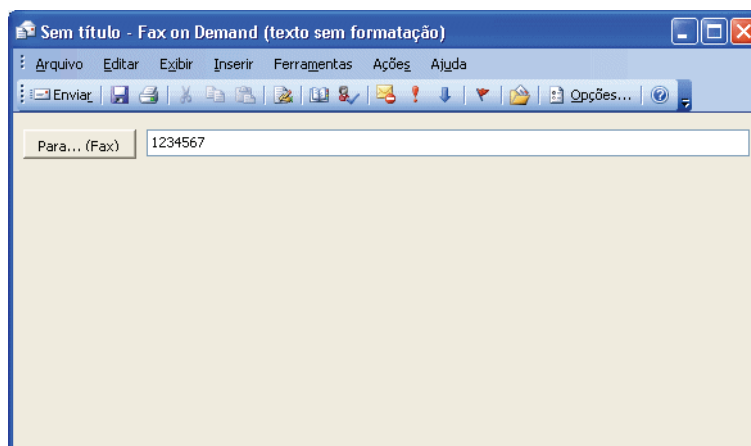 Sem título - Fax on Demand (texto sem formatação)
Arquivo Editar Exibir Inserir Ferramentas Ações Ajuda
Enviar Opções...
Para... (Fax) 1234567